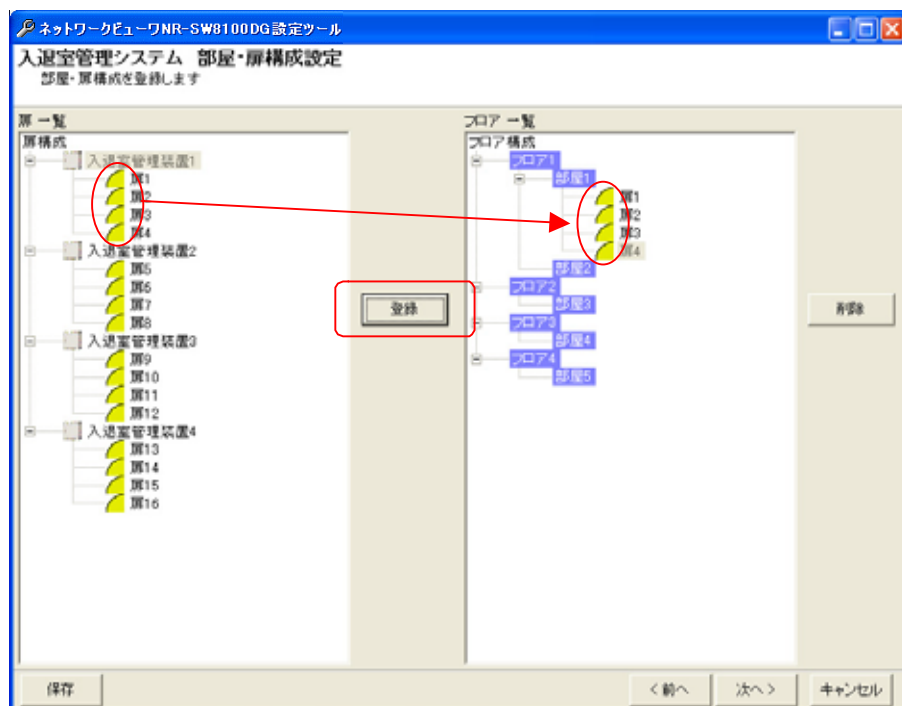 ネットワークビューワNR-SW8100DG設定ツール
入退室管理システム 部屋・扉構成設定
部屋・扉構成を登録します
扉 一覧
扉構成
入退室管理装置1
扉1
扉2
扉3
扉4
入退室管理装置2
扉5
扉6
扉7
扉8
入退室管理装置3
扉9
扉10
扉11
扉12
入退室管理装置4
扉13
扉14
扉15
扉16
登録
フロア 一覧
フロア構成
フロア1
部屋1
扉1
扉2
扉3
扉4
部屋2
フロア2
部屋3
フロア3
部屋4
フロア4
部屋5
削除
保存
< 前へ
次へ >
キャンセル